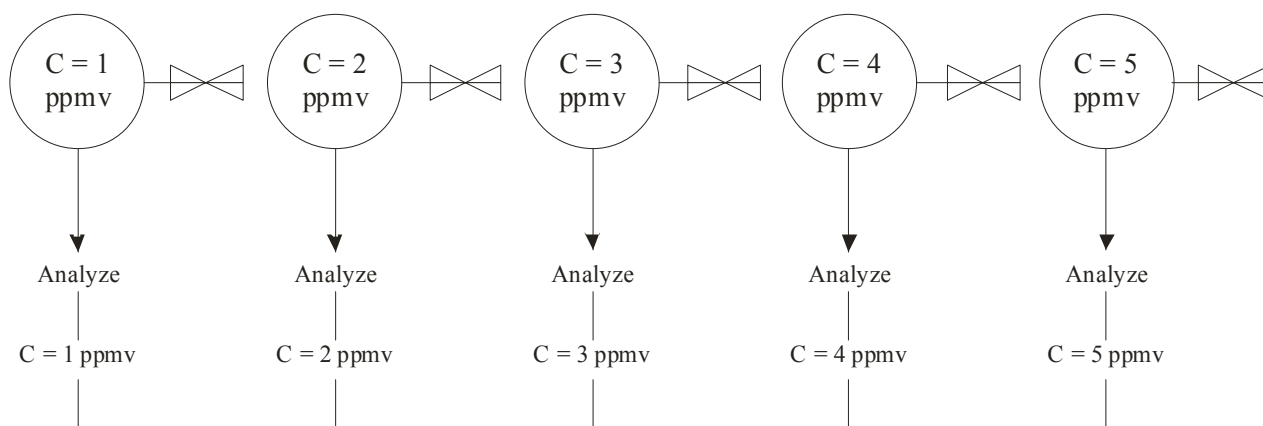 C = 1
ppmv
C = 2
ppmv
C = 3
ppmv
C = 4
ppmv
C = 5
ppmv
Analyze
Analyze
Analyze
Analyze
Analyze
C = 1 ppmv
C = 2 ppmv
C = 3 ppmv
C = 4 ppmv
C = 5 ppmv